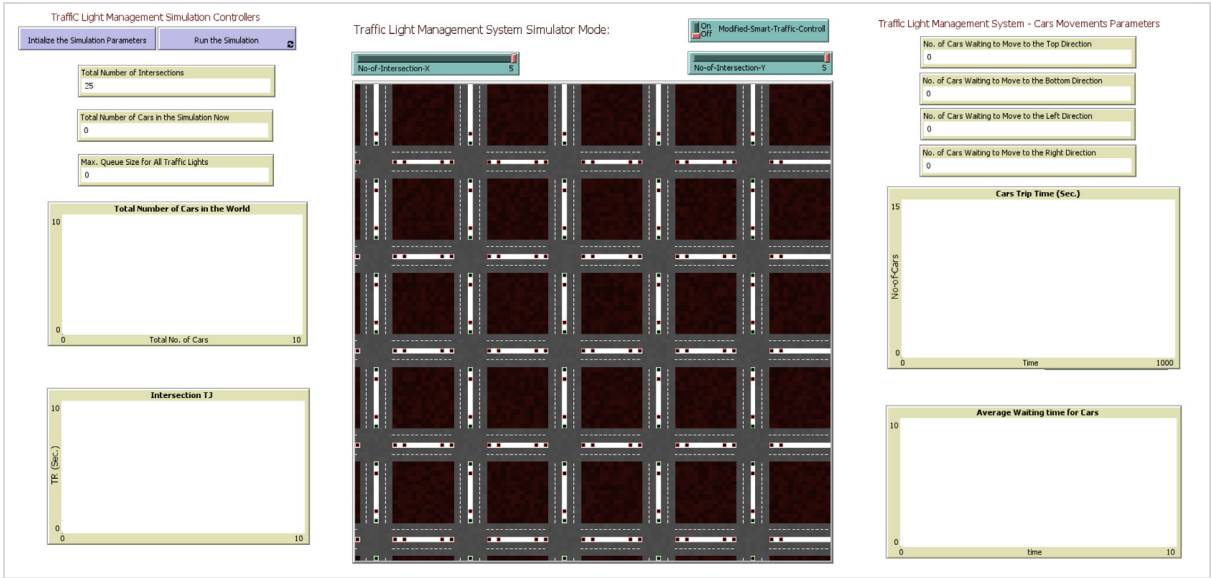 TraffiC Light Management Simulation Controllers
Intialize the Simulation Parameters
Run the Simulation
Total Number of Intersections
25
Total Number of Cars in the Simulation Now
0
Max. Queue Size for All Traffic Lights
0
Total Number of Cars in the World
10
0
0
Total No. of Cars
10
Intersection TJ
10
TR (Sec.)
0
0
10
Traffic Light Management System Simulator Mode:
On
Off
Modified-Smart-Traffic-Controll
No-of-Intersection-X
5
No-of-Intersection-Y
5
Traffic Light Management System - Cars Movements Parameters
No. of Cars Waiting to Move to the Top Direction
0
No. of Cars Waiting to Move to the Bottom Direction
0
No. of Cars Waiting to Move to the Left Direction
0
No. of Cars Waiting to Move to the Right Direction
0
Cars Trip Time (Sec.)
15
No-of-Cars
0
0
Time
1000
Average Waiting time for Cars
10
0
0
time
10